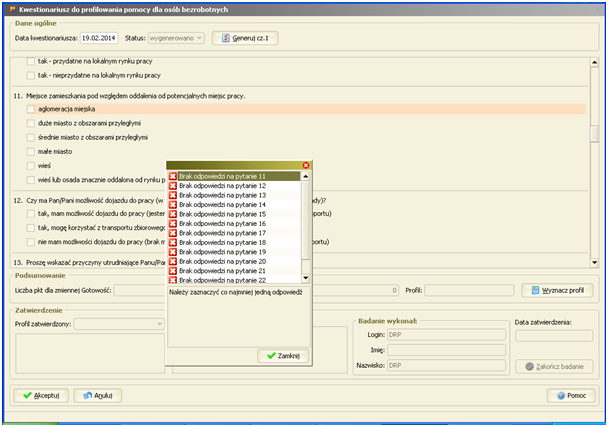 Kwestionariusz do profilowania pomocy dla osób bezrobotnych
Dane ogólne
Data kwestionariusza: 19.02.2014 Status: wygenerowano Generuj cz.1
tak - przydatne na lokalnym rynku pracy
tak - nieprzydatne na lokalnym rynku pracy
11. Miejsce zamieszkania pod względem oddalenia od potencjalnych miejsc pracy.
aglomeracja miejska
duże miasto z obszarami przyległymi
średnie miasto z obszarami przyległymi
małe miasto
wieś
wieś lub osada znacznie oddalona od rynku p
12. Czy ma Pan/Pani możliwość dojazdu do pracy (w ady)?
tak, mam możliwość dojazdu do pracy (jester sportu)
tak, mogę korzystać z transportu zbiorowego
nie mam możliwości dojazdu do pracy (brak m portu)
13. Proszę wskazać przyczyny utrudniające Panu/Pa
Brak odpowiedzi na pytanie 11
Brak odpowiedzi na pytanie 12
Brak odpowiedzi na pytanie 13
Brak odpowiedzi na pytanie 14
Brak odpowiedzi na pytanie 15
Brak odpowiedzi na pytanie 16
Brak odpowiedzi na pytanie 17
Brak odpowiedzi na pytanie 18
Brak odpowiedzi na pytanie 19
Brak odpowiedzi na pytanie 20
Brak odpowiedzi na pytanie 21
Brak odpowiedzi na pytanie 22
Należy zaznaczyć co najmniej jedną odpowiedź
Zamknij
Podsumowanie
Liczba pkt dla zmiennej Gotowość: 0 Profil: Wyznacz profil
Zatwierdzenie
Profil zatwierdzony:
Badanie wykonał:
Login: DRP
Imię:
Nazwisko: DRP
Data zatwierdzenia:
Zakończ badanie
Akceptuj Anuluj Pomoc